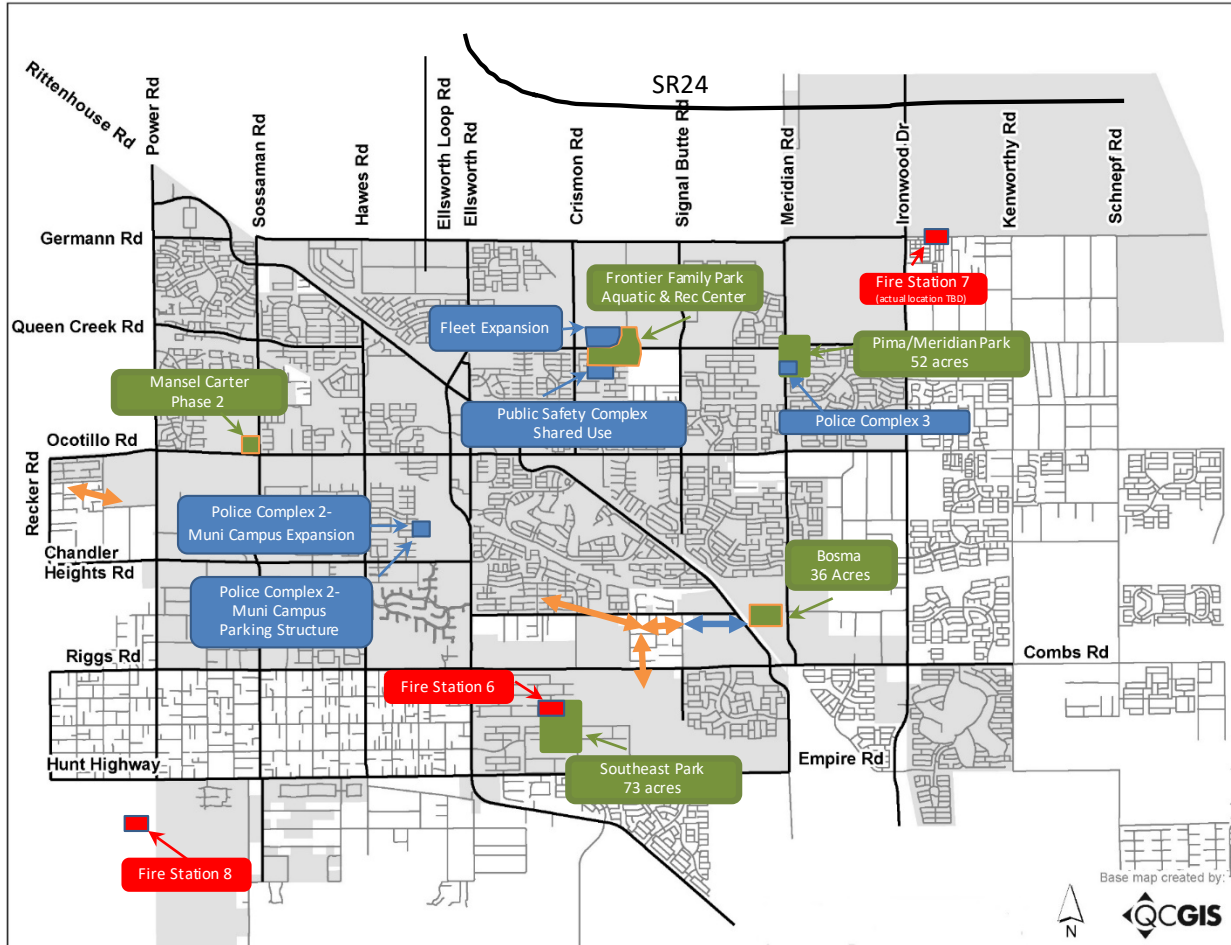 SR24
Rittenhouse Rd
Power Rd
Sossaman Rd
Hawes Rd
Ellsworth Loop Rd
Ellsworth Rd
Crismon Rd
Signal Butte Rd
Meridian Rd
Ironwood Dr
Kenworthy Rd
Schnepf Rd
Germann Rd
Fire Station 7
(actual location TBD)
Frontier Family Park
Aquatic & Rec Center
Fleet Expansion
Queen Creek Rd
Pima/Meridian Park
52 acres
Mansel Carter
Phase 2
Public Safety Complex
Shared Use
Police Complex 3
Ocotillo Rd
Recker Rd
Police Complex 2-
Muni Campus Expansion
Chandler
Heights Rd
Bosma
36 Acres
Police Complex 2-
Muni Campus
Parking Structure
Riggs Rd
Combs Rd
Fire Station 6
Hunt Highway
Empire Rd
Southeast Park
73 acres
Fire Station 8
Base map created by:
N
QCGIS